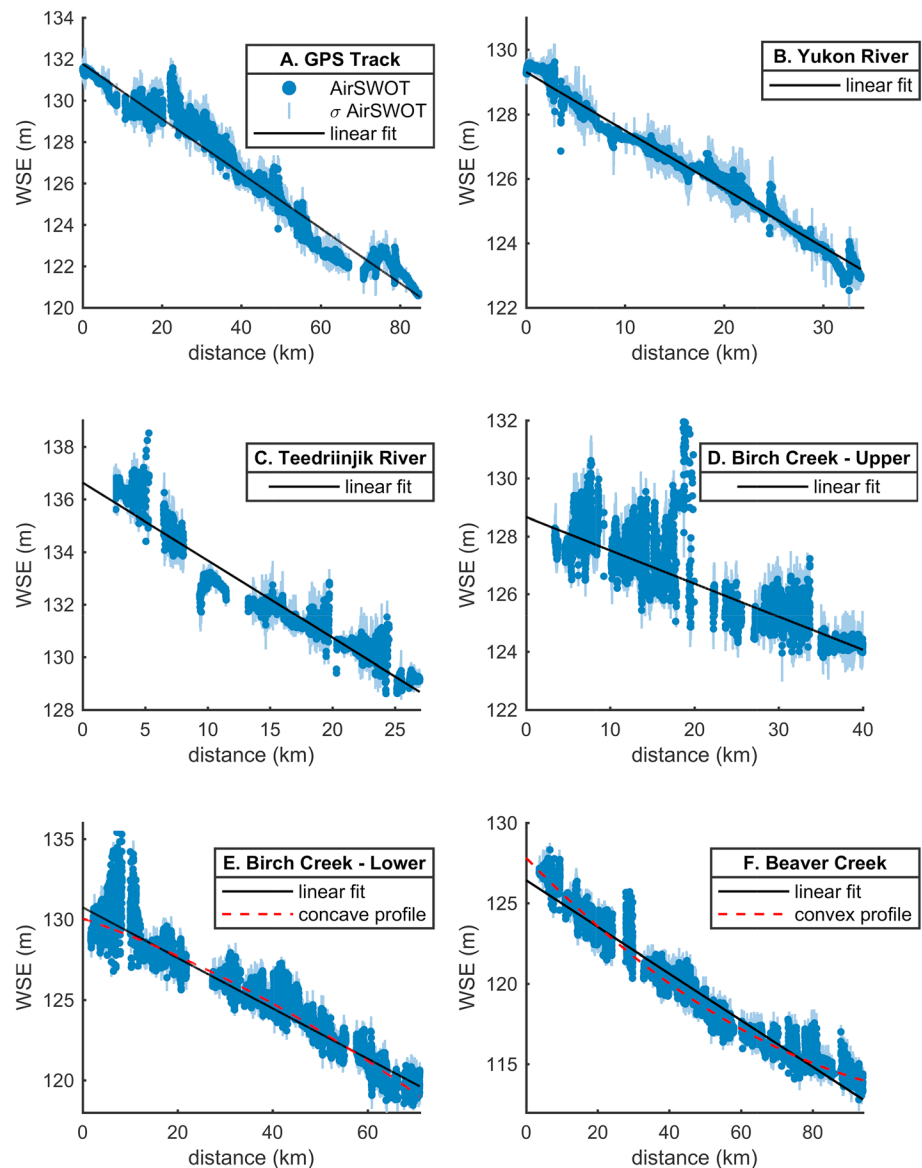 134
132
130
128
126
124
122
120
WSE (m)
0
20
40
60
80
distance (km)
A. GPS Track
AirSWOT
σ AirSWOT
linear fit
130
128
126
124
122
WSE (m)
0
10
20
30
distance (km)
B. Yukon River
linear fit
138
136
134
132
130
128
WSE (m)
0
5
10
15
20
25
distance (km)
C. Teedriinjik River
linear fit
132
130
128
126
124
122
WSE (m)
0
10
20
30
40
distance (km)
D. Birch Creek - Upper
linear fit
135
130
125
120
WSE (m)
0
20
40
60
distance (km)
E. Birch Creek - Lower
linear fit
concave profile
130
125
120
115
WSE (m)
0
20
40
60
80
distance (km)
F. Beaver Creek
linear fit
convex profile